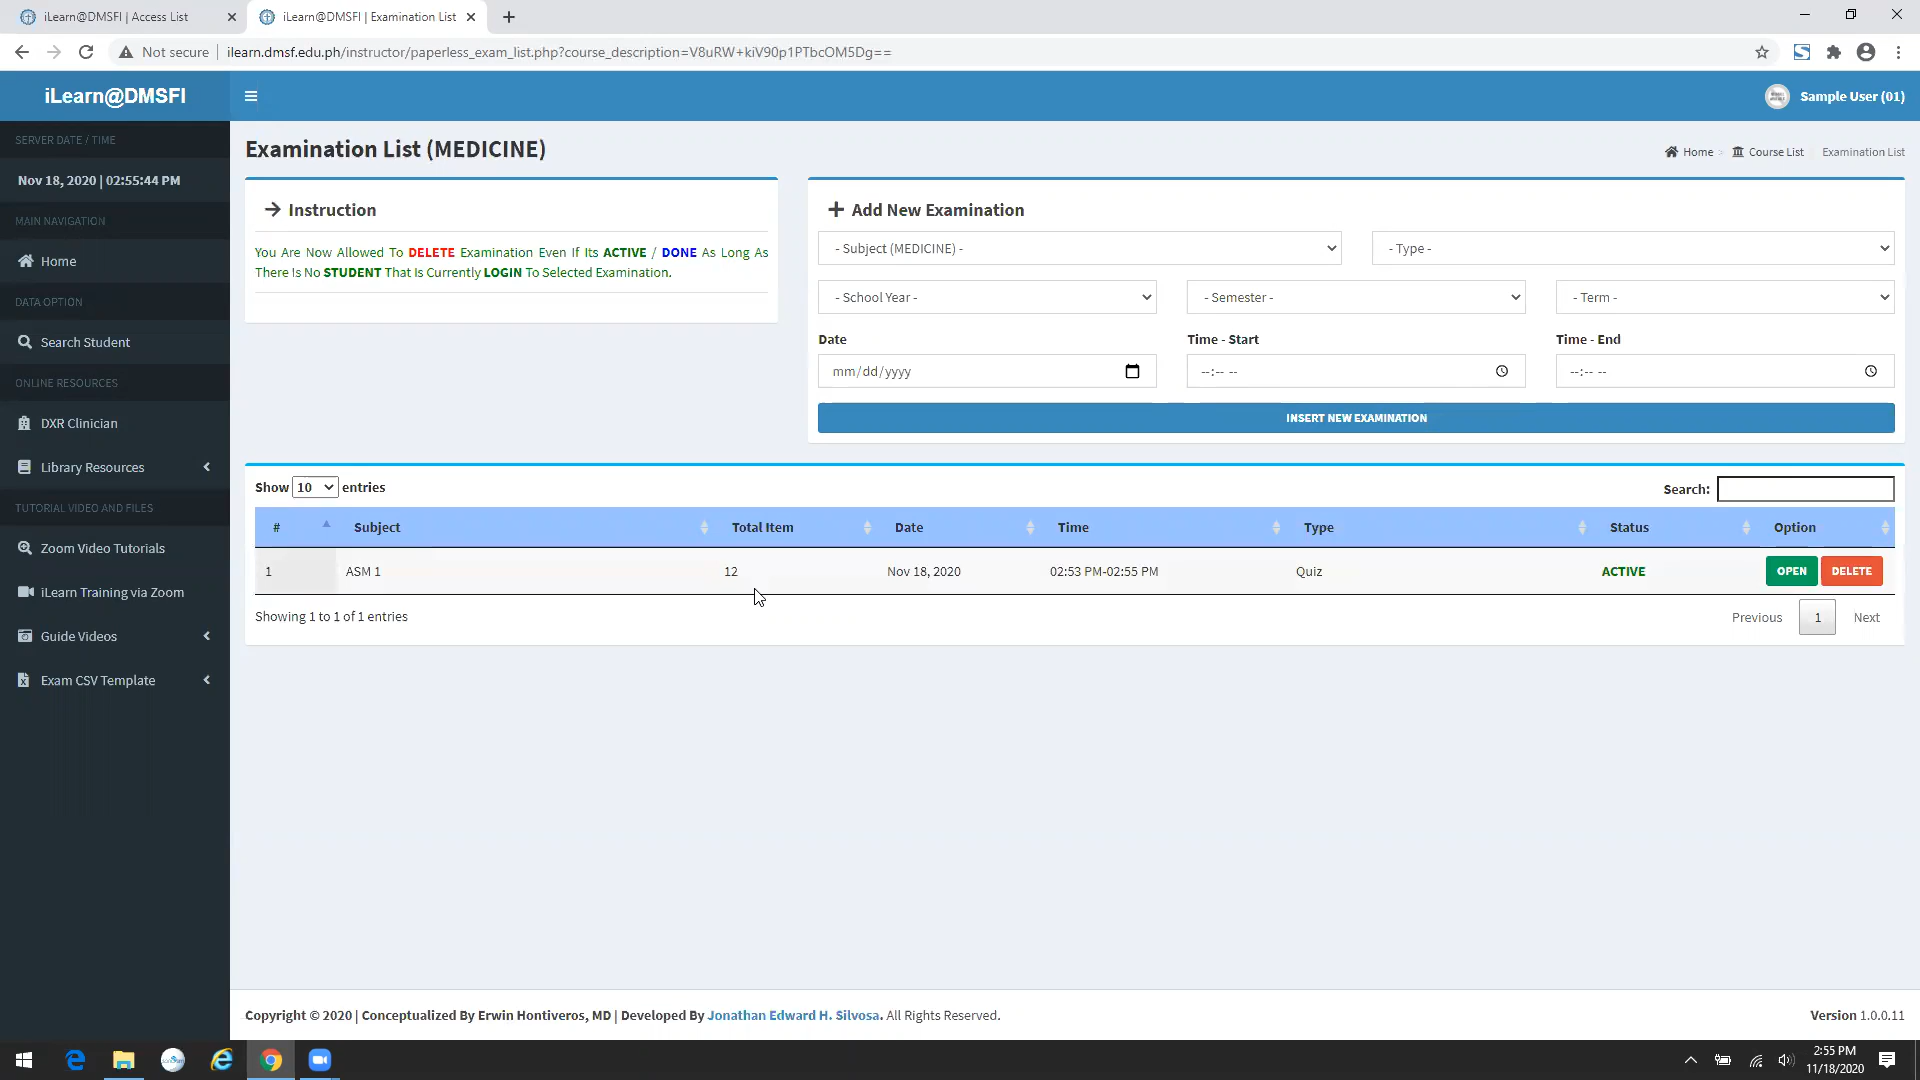 iLearn@DMSFI | Access List
iLearn@DMSFI | Examination List
Not secure
ilearn.dmsf.edu.ph/instructor/paperless_exam_list.php?course_description=V8uRW+kiV90p1PTbcOM5Dg==
iLearn@DMSFI
Sample User (01)
SERVER DATE / TIME
Nov 18, 2020 | 02:55:44 PM
MAIN NAVIGATION
Home
DATA OPTION
Search Student
ONLINE RESOURCES
DXR Clinician
Library Resources
TUTORIAL VIDEO AND FILES
Zoom Video Tutorials
iLearn Training via Zoom
Guide Videos
Exam CSV Template
Examination List (MEDICINE)
Home
Course List
Examination List
Instruction
You Are Now Allowed To DELETE Examination Even If Its ACTIVE / DONE As Long As
There Is No STUDENT That Is Currently LOGIN To Selected Examination.
Add New Examination
- Subject (MEDICINE) -
- Type -
- School Year -
- Semester -
- Term -
Date
Time - Start
Time - End
mm/dd/yyyy
--:-- --
--:-- --
INSERT NEW EXAMINATION
Show 10 entries
Search:
# Subject Total Item Date Time Type Status Option
1 ASM 1 12 Nov 18, 2020 02:53 PM-02:55 PM Quiz ACTIVE OPEN DELETE
Showing 1 to 1 of 1 entries
Previous 1 Next
Copyright © 2020 | Conceptualized By Erwin Hontiveros, MD | Developed By Jonathan Edward H. Silvosa. All Rights Reserved.
Version 1.0.0.11
2:55 PM
11/18/2020